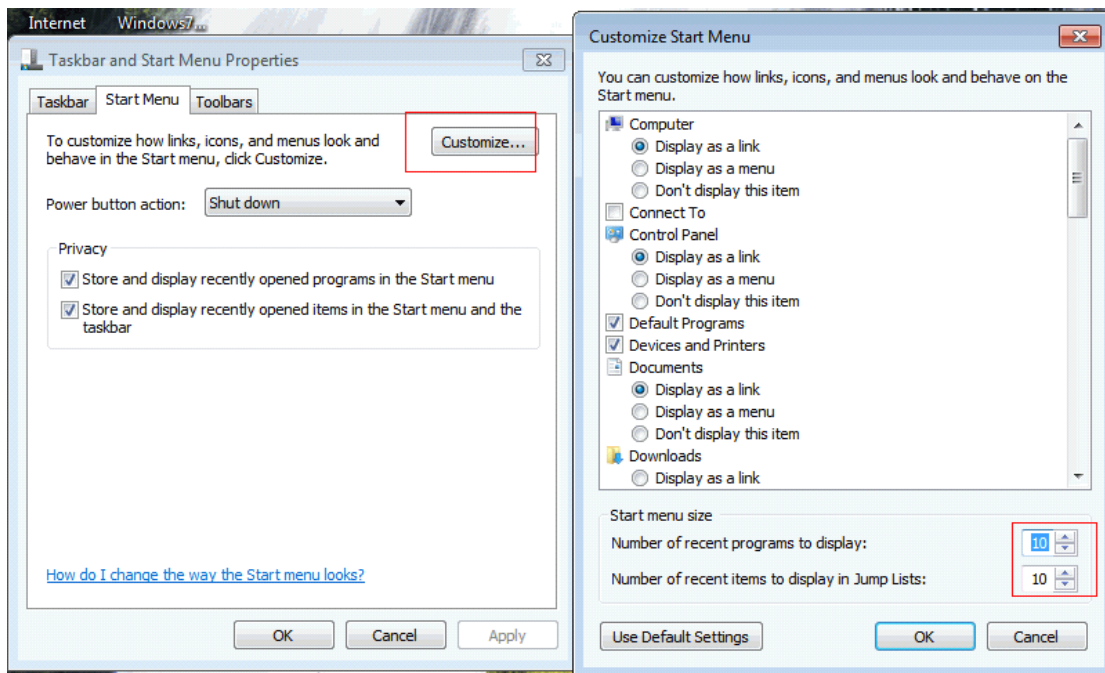 Internet Windows7...
Taskbar and Start Menu Properties
Taskbar Start Menu Toolbars
To customize how links, icons, and menus look and
behave in the Start menu, click Customize.
Customize...
Power button action: Shut down
Privacy
Store and display recently opened programs in the Start menu
Store and display recently opened items in the Start menu and the
taskbar
How do I change the way the Start menu looks?
OK Cancel Apply
Customize Start Menu
You can customize how links, icons, and menus look and behave on the
Start menu.
Computer
Display as a link
Display as a menu
Don't display this item
Connect To
Control Panel
Display as a link
Display as a menu
Don't display this item
Default Programs
Devices and Printers
Documents
Display as a link
Display as a menu
Don't display this item
Downloads
Display as a link
Start menu size
Number of recent programs to display: 10
Number of recent items to display in Jump Lists: 10
Use Default Settings OK Cancel